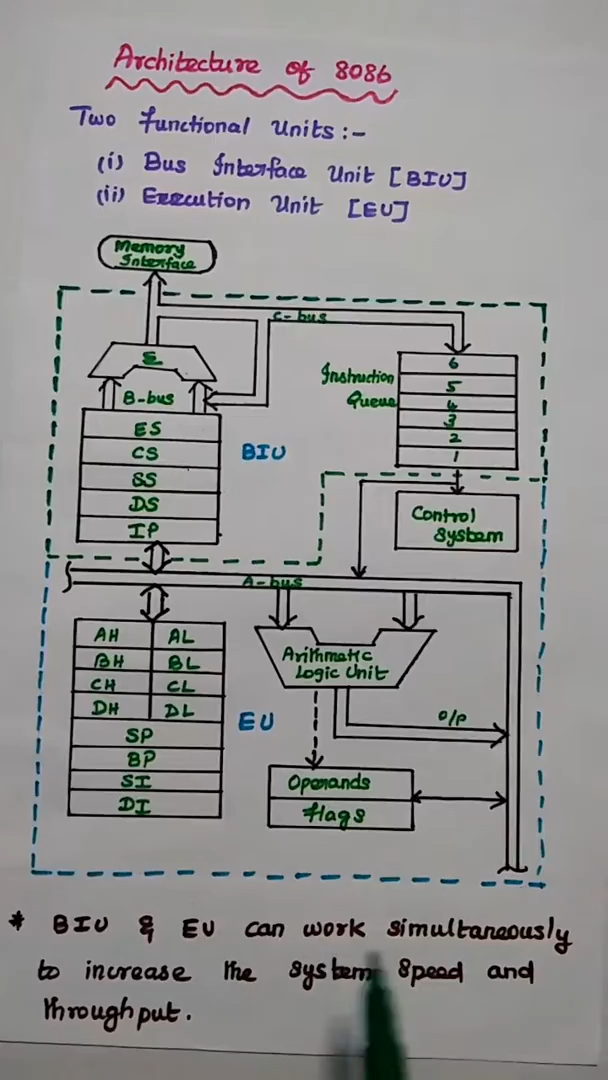 Architecture of 8086
Two functional Units :-
(i) Bus Interface Unit [BIU]
(ii) Execution Unit [EU]
Memory
Interface
C-bus
Σ
B-bus
Instruction
Queue
6
5
4
3
2
1
ES
CS
SS
DS
IP
BIU
Control
System
A-bus
AH AL
BH BL
CH CL
DH DL
SP
BP
SI
DI
EU
Arithmatic
Logic Unit
O/P
Operands
flags
* BIU & EU can work simultaneously
to increase the system speed and
throughput.